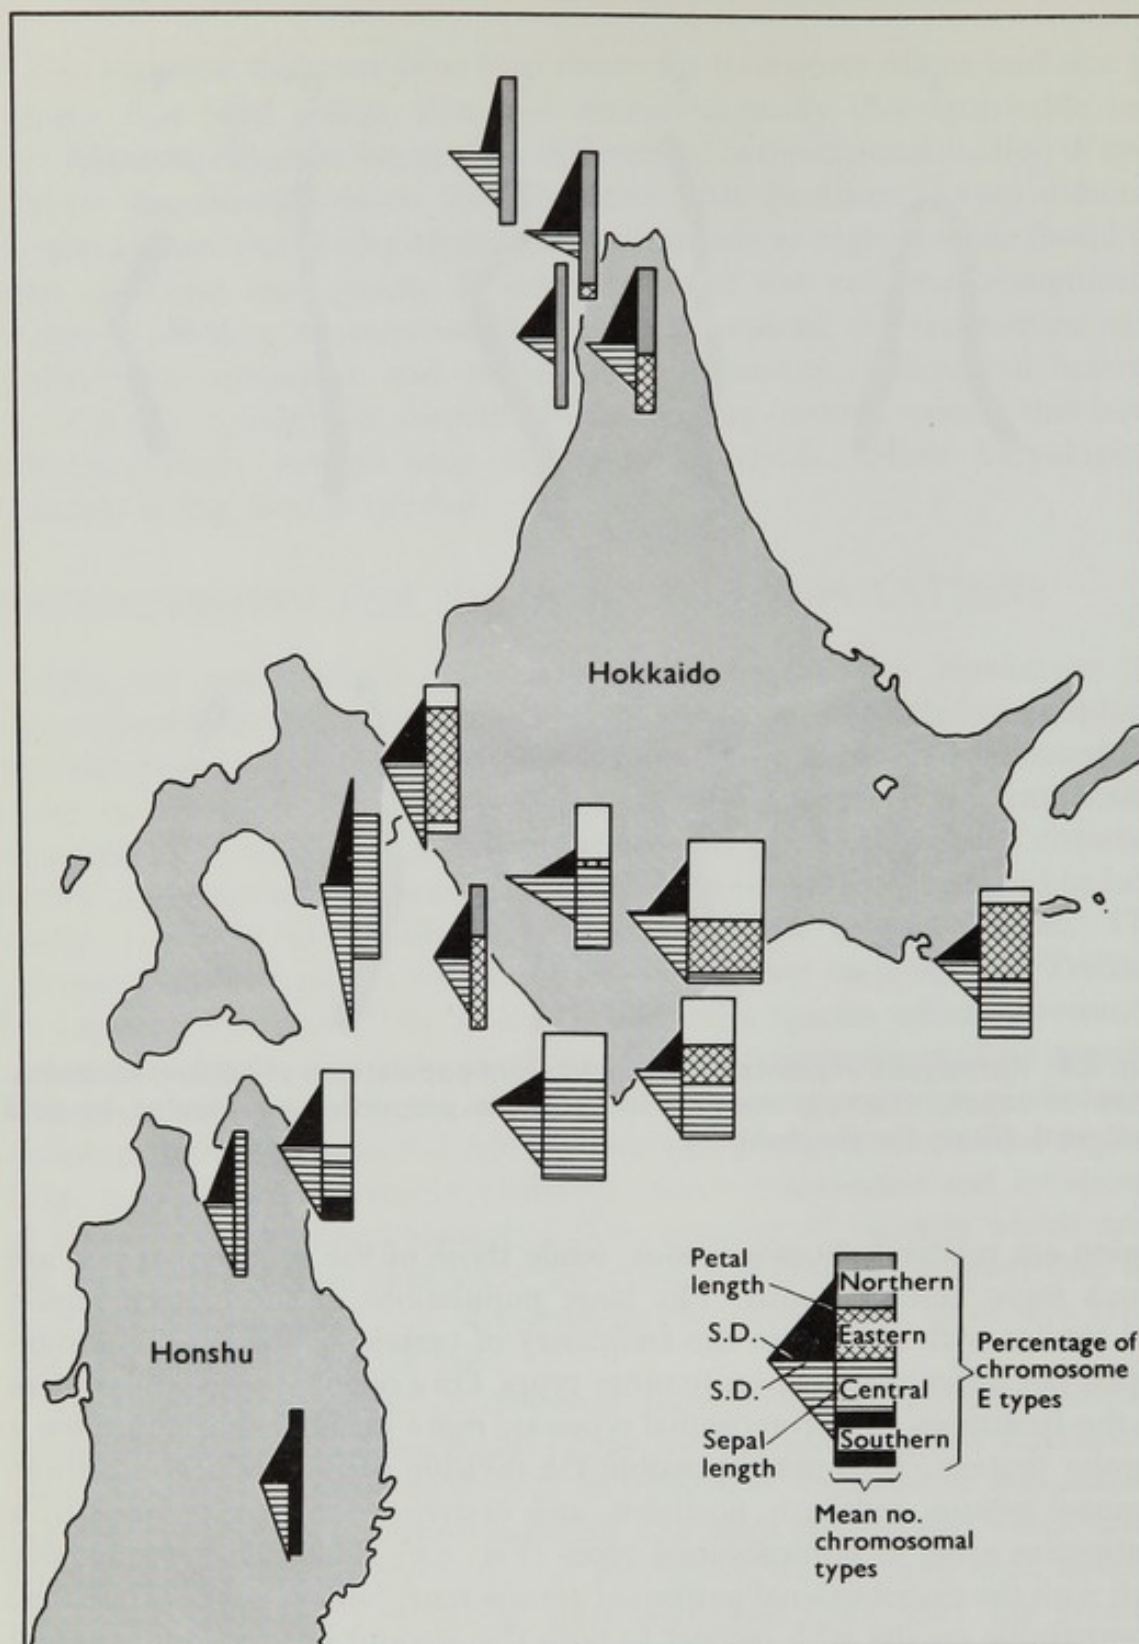 Hokkaido
Honshu
Petal
length
S.D.
S.D.
Sepal
length
Northern
Eastern
Central
Southern
Percentage of
chromosome
E types
Mean no.
chromosomal
types